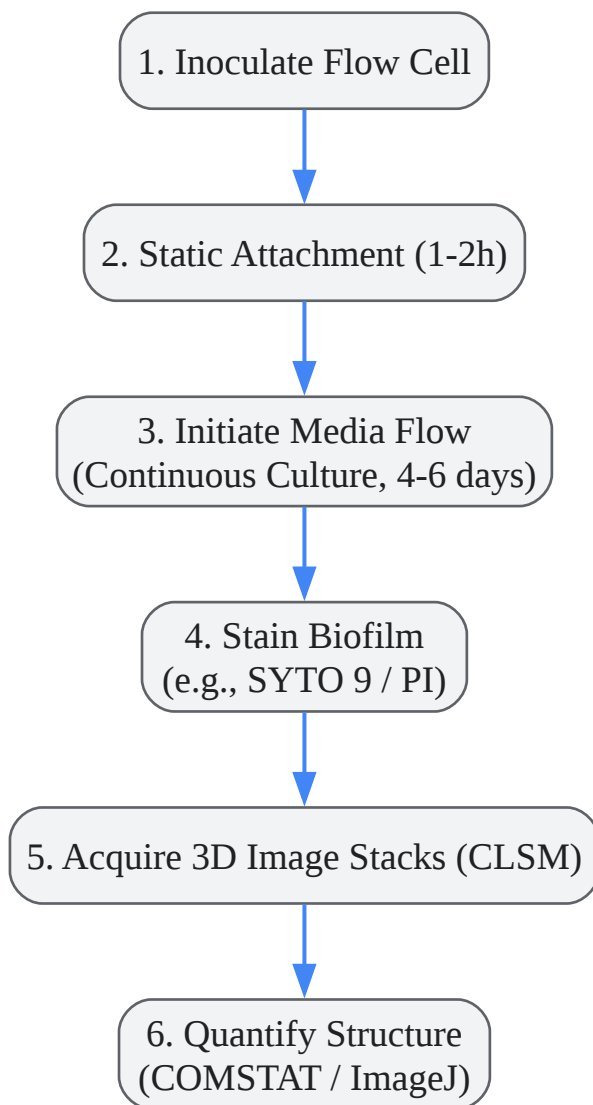 1. Inoculate Flow Cell
2. Static Attachment (1-2h)
3. Initiate Media Flow
(Continuous Culture, 4-6 days)
4. Stain Biofilm
(e.g., SYTO 9 / PI)
5. Acquire 3D Image Stacks (CLSM)
6. Quantify Structure
(COMSTAT / ImageJ)